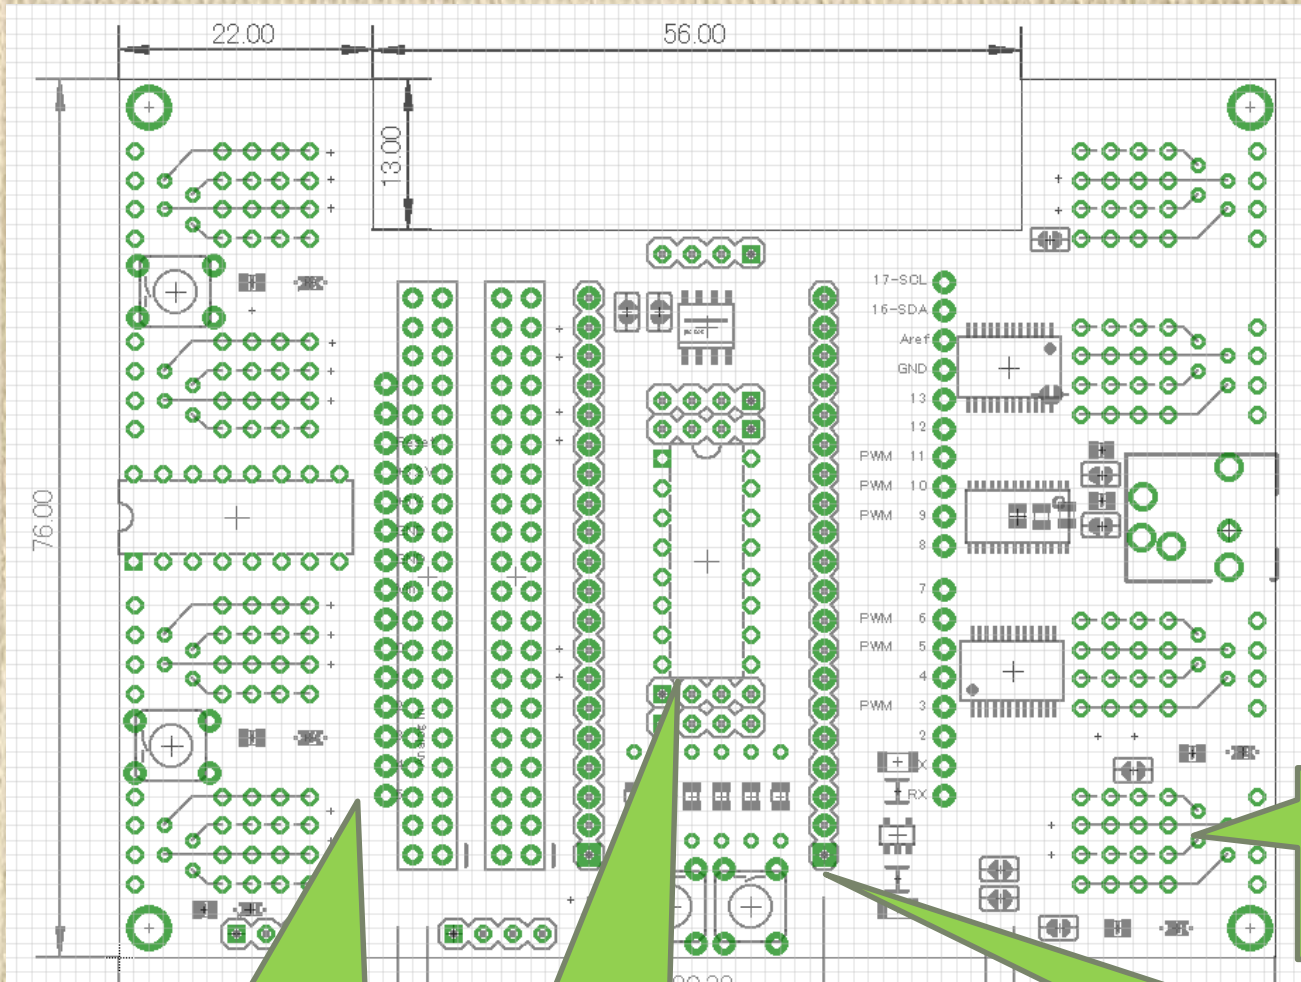 22.00
56.00
13.00
76.00
17-SCL
16-SDA
Aref
GND
13
12
PWM 11
PWM 10
PWM 9
8
7
PWM 6
PWM 5
4
PWM 3
2
RX
Reset